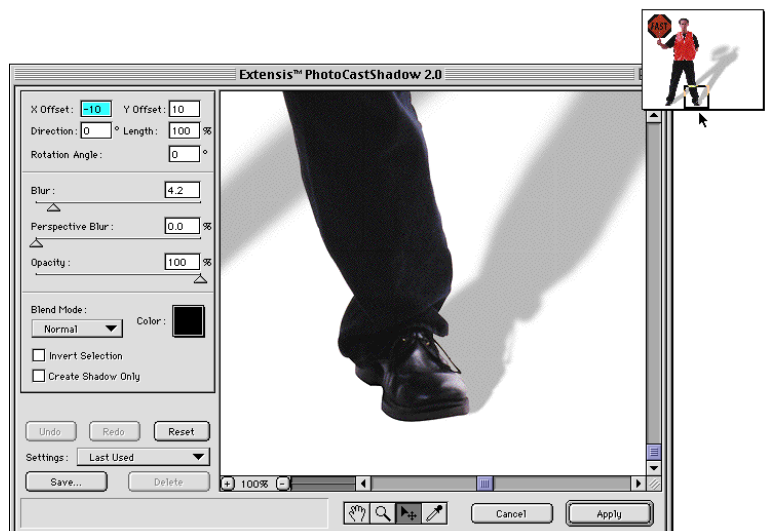 FAST
Extensis™ PhotoCastShadow 2.0
X Offset: -10 Y Offset: 10
Direction: 0 ° Length: 100 %
Rotation Angle: 0 °
Blur: 4.2
Perspective Blur: 0.0 %
Opacity: 100 %
Blend Mode:
Normal Color:
Invert Selection
Create Shadow Only
Undo Redo Reset
Settings: Last Used
Save... Delete
100%
Cancel Apply